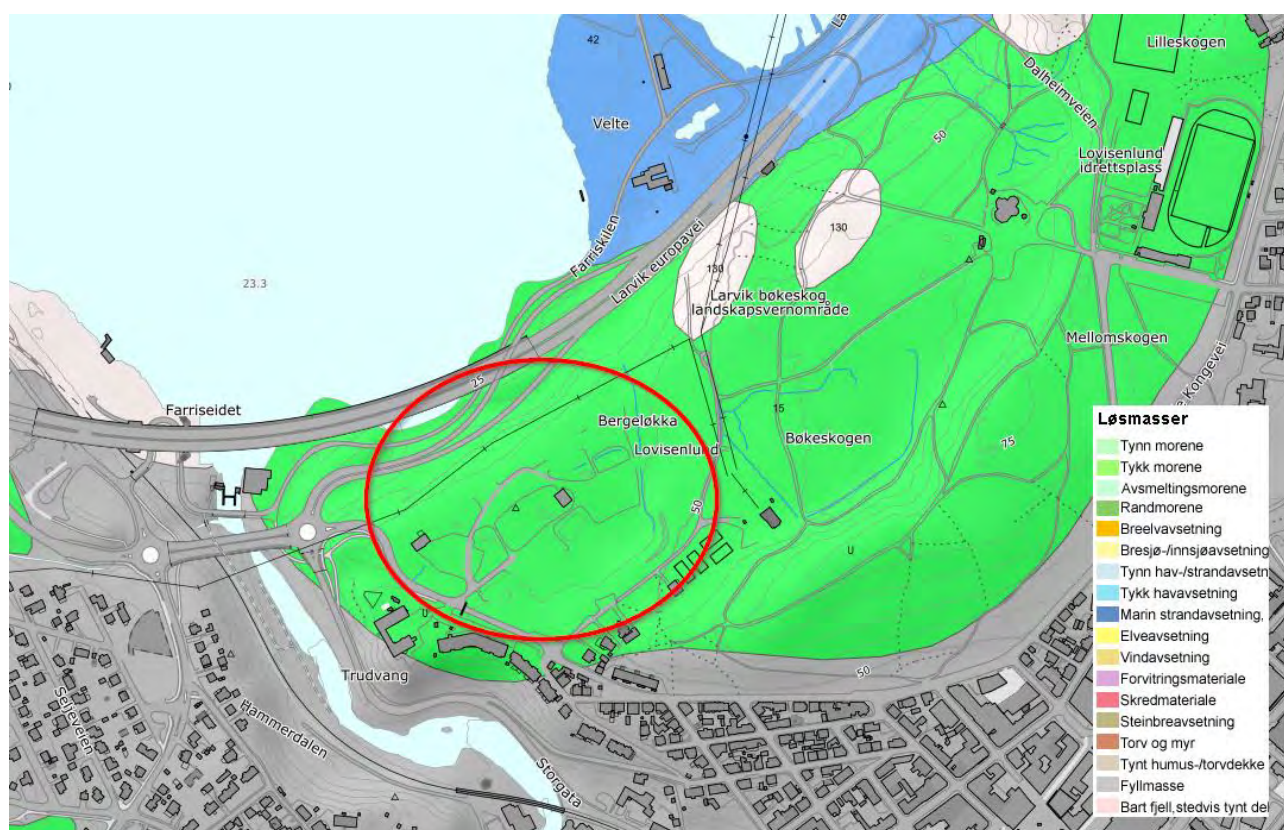 42
La
Velte
Lilleskogen
Dalheimveien
50
Lovisenlund
idrettsplass
Farriskilen
Larvik europavei
130
130
23.3
Larvik bøkeskog
landskapsvernområde
Mellomskogen
e Kongevei
25
Farriseidet
Bergeløkka
Lovisenlund
15
Bøkeskogen
75
50
U
U
Trudvang
50
Seljeveien
Hammerdalen
Storgata
Løsmasser
Tynn morene
Tykk morene
Avsmeltingsmorene
Randmorene
Breelvavsetning
Bresjø-/innsjøavsetning
Tynn hav-/strandavsetn
Tykk havavsetning
Marin strandavsetning,
Elveavsetning
Vindavsetning
Forvitringsmateriale
Skredmateriale
Steinbreavsetning
Torv og myr
Tynt humus-/torvdekke
Fyllmasse
Bart fjell,stedvis tynt del